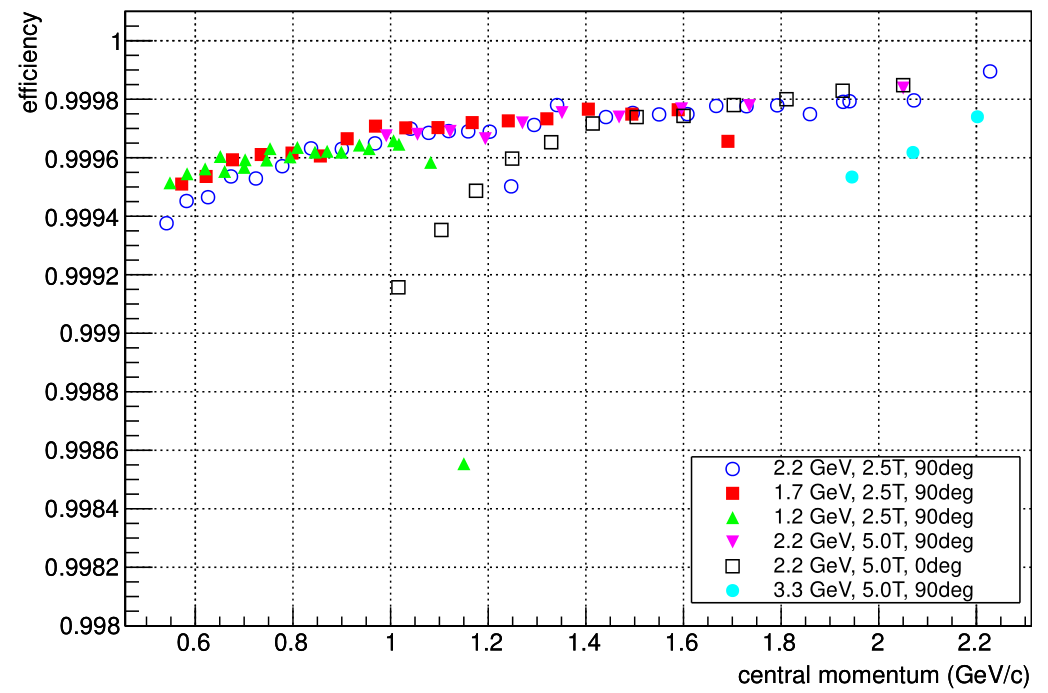 efficiency
1
0.9998
0.9996
0.9994
0.9992
0.999
0.9988
0.9986
0.9984
0.9982
0.998
2.2 GeV, 2.5T, 90deg
1.7 GeV, 2.5T, 90deg
1.2 GeV, 2.5T, 90deg
2.2 GeV, 5.0T, 90deg
2.2 GeV, 5.0T, 0deg
3.3 GeV, 5.0T, 90deg
0.6 0.8 1 1.2 1.4 1.6 1.8 2 2.2
central momentum (GeV/c)